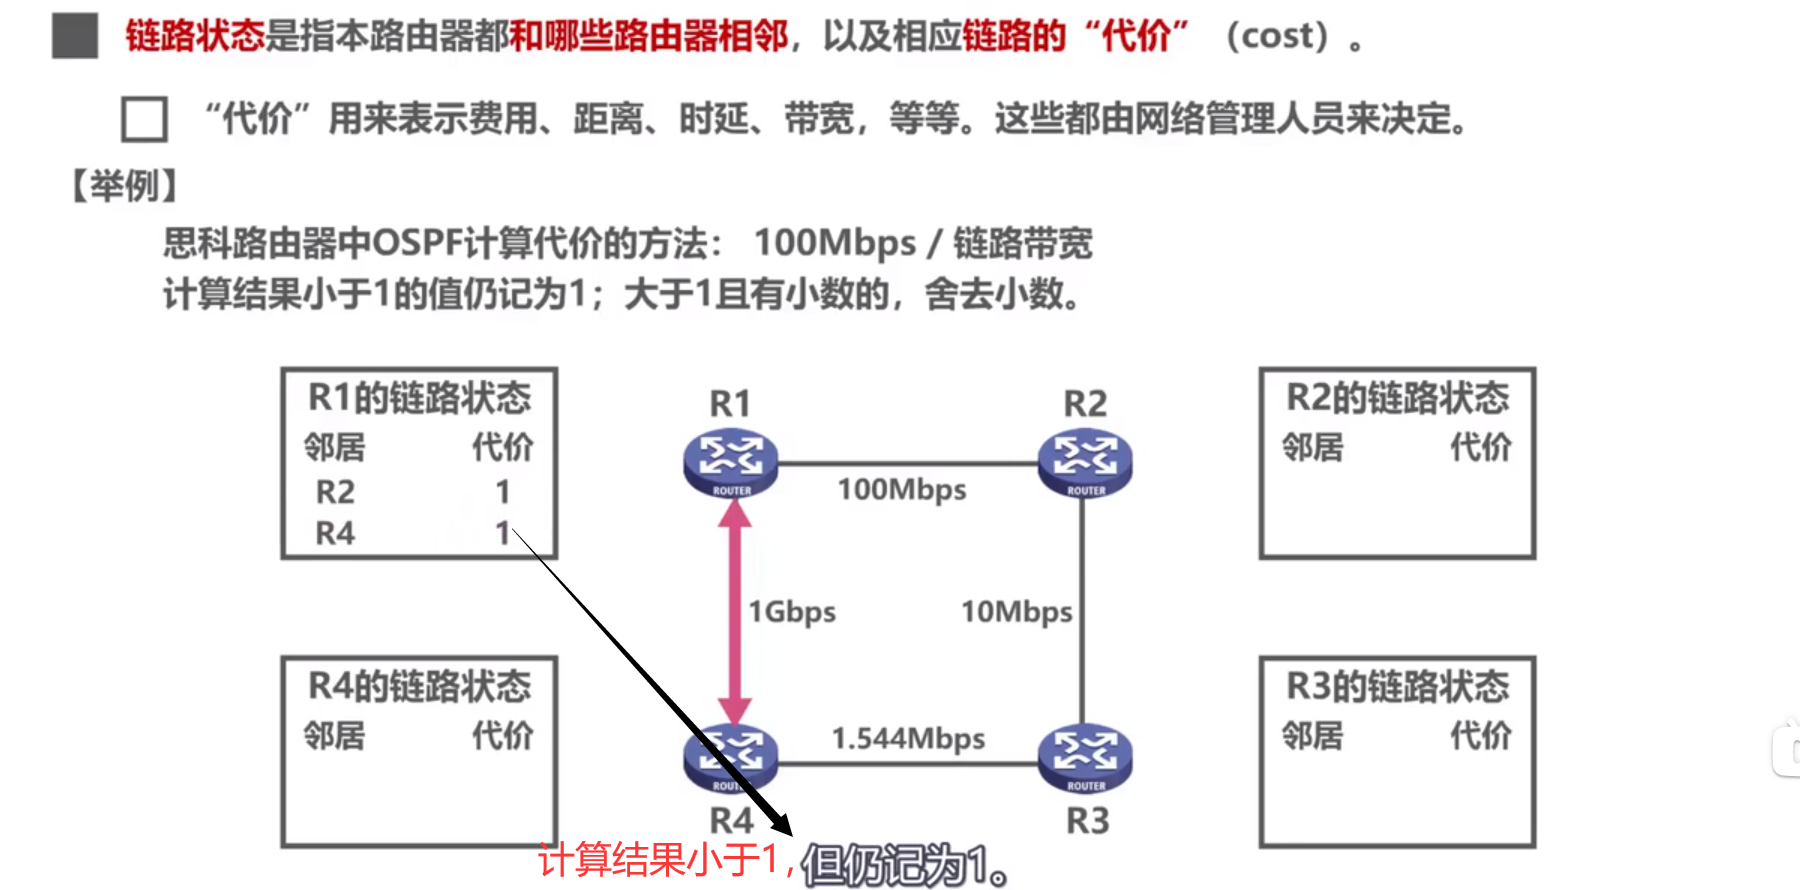 链路状态是指本路由器都和哪些路由器相邻，以及相应链路的“代价”（cost）。
“代价”用来表示费用、距离、时延、带宽，等等。这些都由网络管理人员来决定。
【举例】
思科路由器中OSPF计算代价的方法： 100Mbps / 链路带宽
计算结果小于1的值仍记为1；大于1且有小数的，舍去小数。
R1的链路状态
邻居 代价
R2 1
R4 1
R1
ROUTER
100Mbps
R2
ROUTER
R2的链路状态
邻居 代价
1Gbps
10Mbps
R4的链路状态
邻居 代价
ROUTER
R4
1.544Mbps
ROUTER
R3
R3的链路状态
邻居 代价
计算结果小于1,但仍记为1。